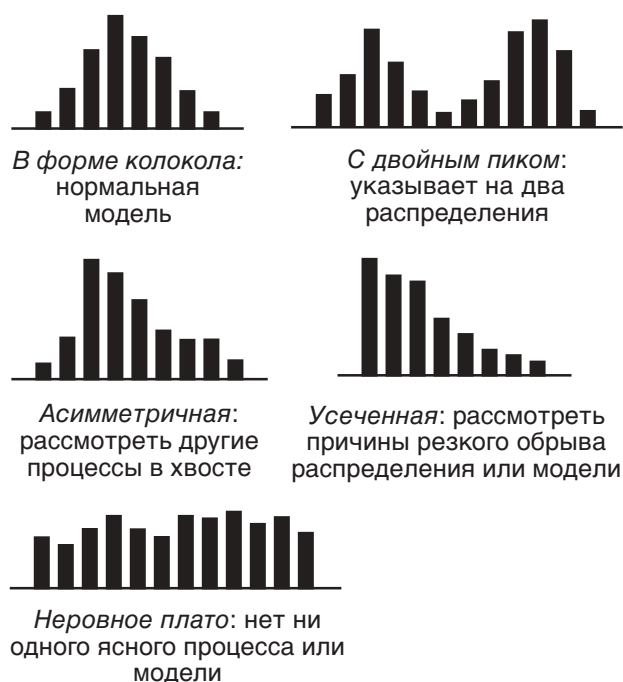 В форме колокола:
нормальная
модель
С двойным пиком:
указывает на два
распределения
Асимметричная:
рассмотреть другие
процессы в хвосте
Усеченная: рассмотреть
причины резкого обрыва
распределения или модели
Неровное плато: нет ни
одного ясного процесса или
модели